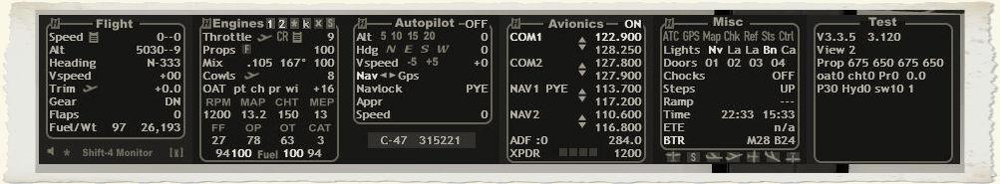 Flight
Speed 0--0
Alt 5030--9
Heading N-333
Vspeed +00
Trim +0.0
Gear DN
Flaps 0
Fuel/Wt 97 26,193
Shift-4 Monitor [x]
Engines 1 2 * k x S
Throttle CR 9
Props F 100
Mix .105 167° 100
Cowls 8
OAT pt ch pr wi +16
RPM MAP CHT MEP
1200 13.2 150 13
FF OP OT CAT
27 78 63 3
94 100 Fuel 100 94
Autopilot -OFF
Alt 5 10 15 20 0
Hdg N E S W 0
Vspeed -5 +5 +0
Nav Gps
Navlock PYE
Appr
Speed 0
C-47 315221
Avionics ON
COM1 122.900
128.250
COM2 127.800
127.900
NAV1 PYE 113.700
117.200
NAV2 110.600
116.800
ADF :0 284.0
XPDR 1200
Misc
ATC GPS Map Chk Ref Sts Ctrl
Lights Nv La La Bn Ca
Doors 01 02 03 04
Chocks OFF
Steps UP
Ramp ---
Time 22:33 15:33
ETE n/a
BTR M28 B24
Test
V3.3.5 3.120
View 2
Prop 675 650 675 650
oat0 cht0 Pr0 0.0
P30 Hyd0 sw10 1